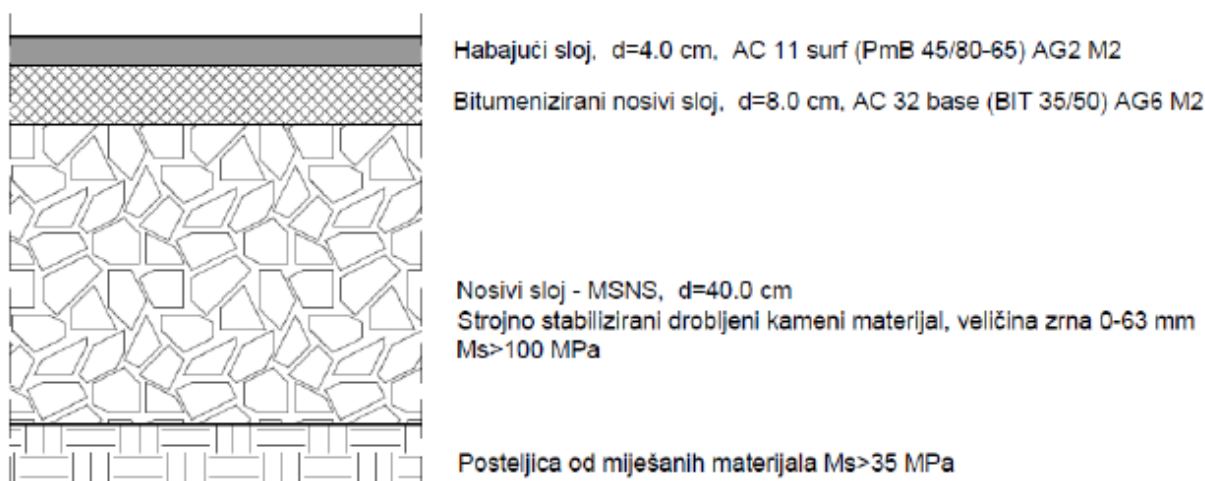 Habajući sloj, d=4.0 cm, AC 11 surf (PmB 45/80-65) AG2 M2
Bitumenizirani nosivi sloj, d=8.0 cm, AC 32 base (BIT 35/50) AG6 M2
Nosivi sloj - MSNS, d=40.0 cm
Strojno stabilizirani drobljeni kameni materijal, veličina zrna 0-63 mm
Ms>100 MPa
Posteljica od miješanih materijala Ms>35 MPa